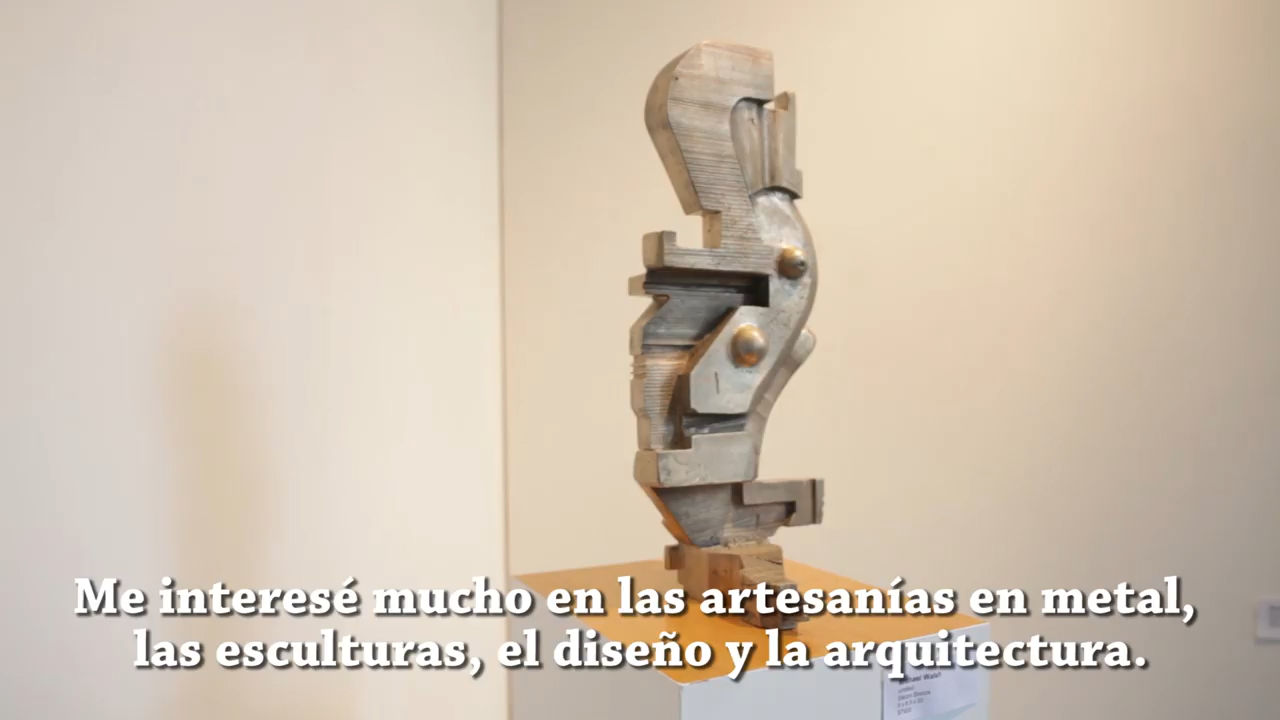 Me interesé mucho en las artesanías en metal,
las esculturas, el diseño y la arquitectura.